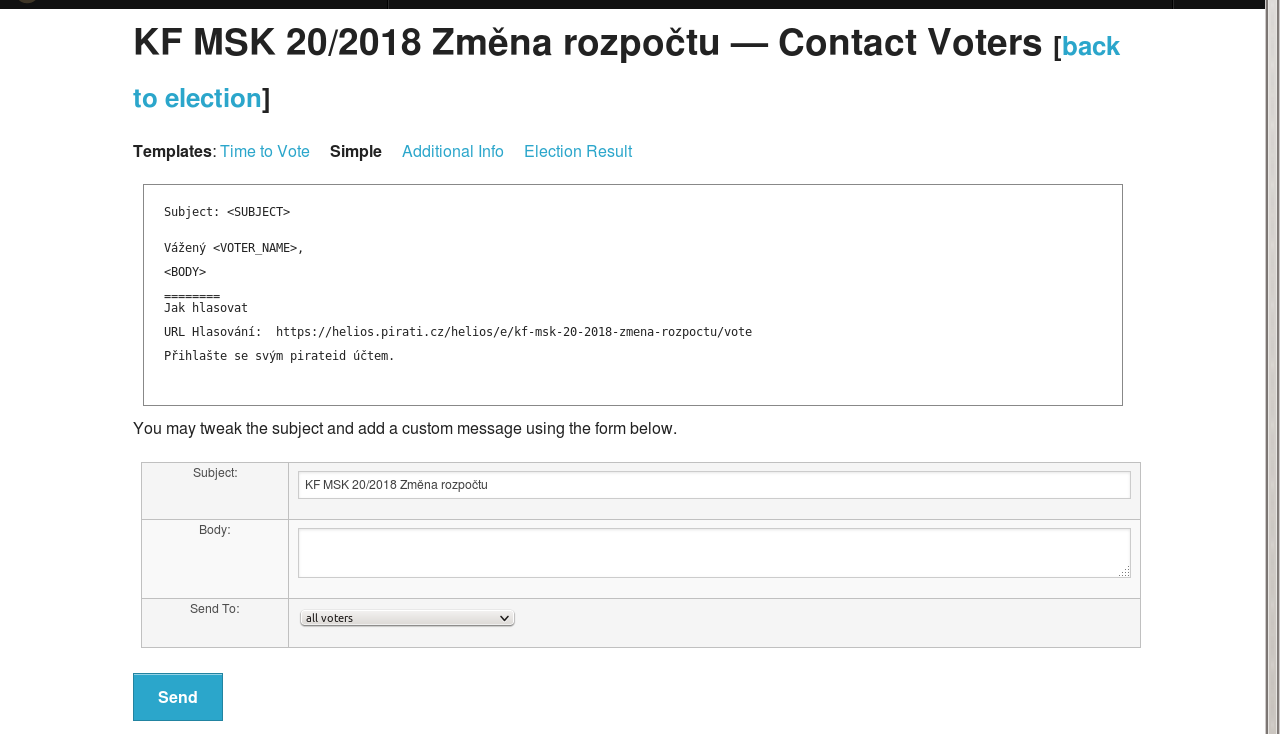 KF MSK 20/2018 Změna rozpočtu — Contact Voters [back
to election]
Templates: Time to Vote Simple Additional Info Election Result
Subject: <SUBJECT>
Vážený <VOTER_NAME>,
<BODY>
========
Jak hlasovat
URL Hlasování:  https://helios.pirati.cz/helios/e/kf-msk-20-2018-zmena-rozpoctu/vote
Přihlašte se svým pirateid účtem.
You may tweak the subject and add a custom message using the form below.
Subject: KF MSK 20/2018 Změna rozpočtu
Body:
Send To: all voters
Send